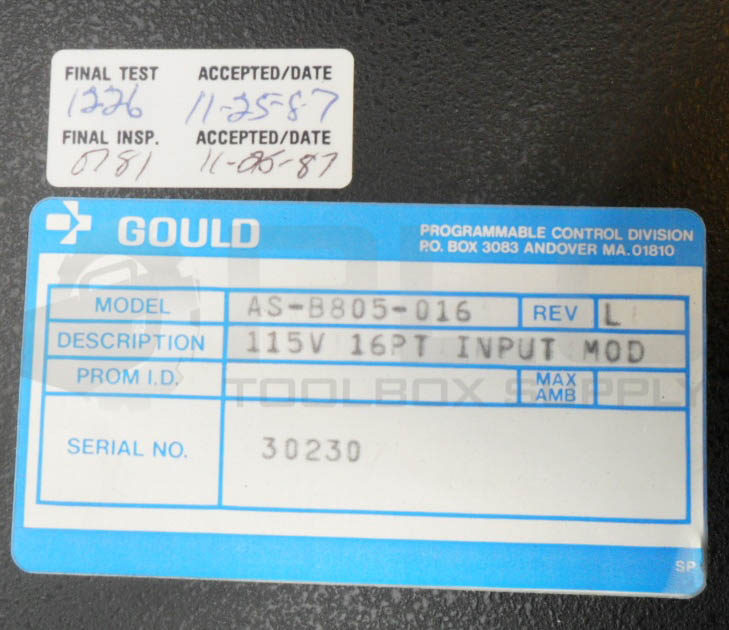 FINAL TEST ACCEPTED/DATE
1226 11-25-87
FINAL INSP. ACCEPTED/DATE
0781 11-25-87
GOULD
PROGRAMMABLE CONTROL DIVISION
P.O. BOX 3083 ANDOVER MA. 01810
MODEL AS-B805-016 REV L
DESCRIPTION 115V 16PT INPUT MOD
PROM I.D. MAX AMB
TOOLBOX SUPPLY
SERIAL NO. 30230
SP